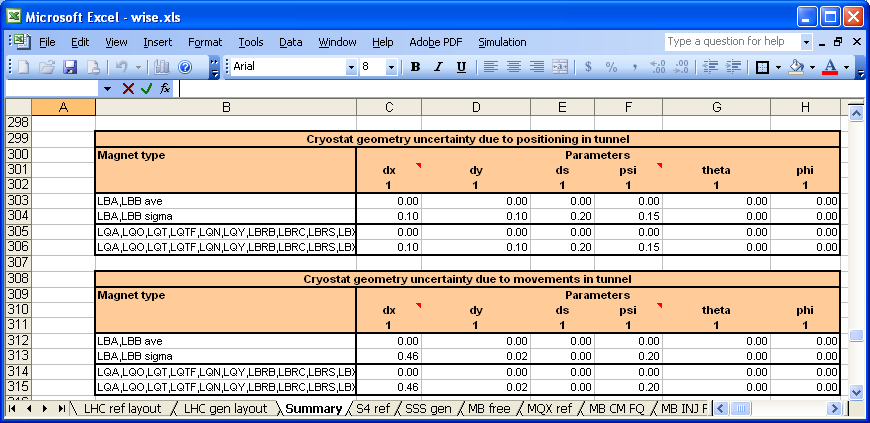 Microsoft Excel - wise.xls
File Edit View Insert Format Tools Data Window Help Adobe PDF Simulation Type a question for help
Arial 8 B I U $ % , A
fx
A B C D E F G H
298
299 Cryostat geometry uncertainty due to positioning in tunnel
300 Magnet type Parameters
301 dx dy ds psi theta phi
302 1 1 1 1 1 1
303 LBA,LBB ave 0.00 0.00 0.00 0.00 0.00 0.00
304 LBA,LBB sigma 0.10 0.10 0.20 0.15 0.00 0.00
305 LQA,LQO,LQT,LQTF,LQN,LQY,LBRB,LBRC,LBRS,LBX 0.00 0.00 0.00 0.00 0.00 0.00
306 LQA,LQO,LQT,LQTF,LQN,LQY,LBRB,LBRC,LBRS,LBX 0.10 0.10 0.20 0.15 0.00 0.00
307
308 Cryostat geometry uncertainty due to movements in tunnel
309 Magnet type Parameters
310 dx dy ds psi theta phi
311 1 1 1 1 1 1
312 LBA,LBB ave 0.00 0.00 0.00 0.00 0.00 0.00
313 LBA,LBB sigma 0.46 0.02 0.00 0.20 0.00 0.00
314 LQA,LQO,LQT,LQTF,LQN,LQY,LBRB,LBRC,LBRS,LBX 0.00 0.00 0.00 0.00 0.00 0.00
315 LQA,LQO,LQT,LQTF,LQN,LQY,LBRB,LBRC,LBRS,LBX 0.46 0.02 0.00 0.20 0.00 0.00
LHC ref layout LHC gen layout Summary S4 ref SSS gen MB free MQX ref MB CM FQ MB INJ F